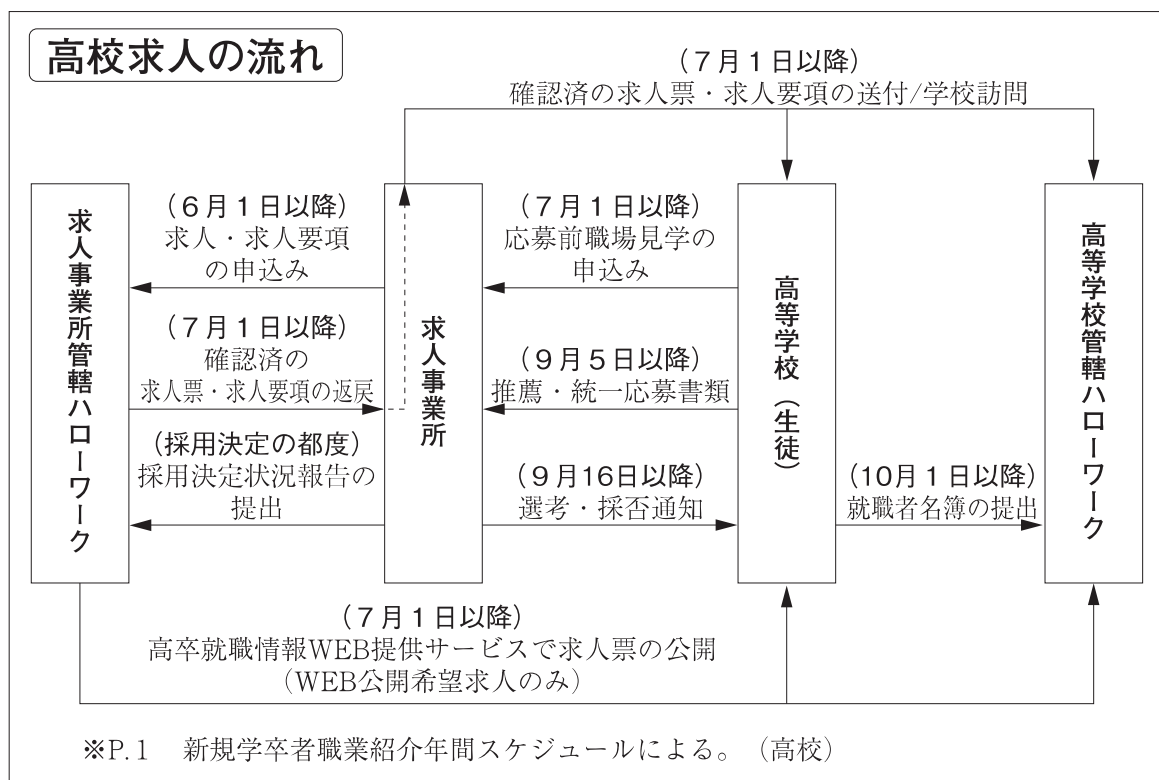 高校求人の流れ
（７月１日以降）
確認済の求人票・求人要項の送付/学校訪問
求人事業所管轄ハローワーク
（６月１日以降）
求人・求人要項
の申込み
（７月１日以降）
確認済の
求人票・求人要項の返戻
（採用決定の都度）
採用決定状況報告の
提出
求人事業所
（７月１日以降）
応募前職場見学の
申込み
（９月５日以降）
推薦・統一応募書類
（９月16日以降）
選考・採否通知
高等学校（生徒）
（10月１日以降）
就職者名簿の提出
高等学校管轄ハローワーク
（７月１日以降）
高卒就職情報WEB提供サービスで求人票の公開
（WEB公開希望求人のみ）
※P.１　新規学卒者職業紹介年間スケジュールによる。（高校）